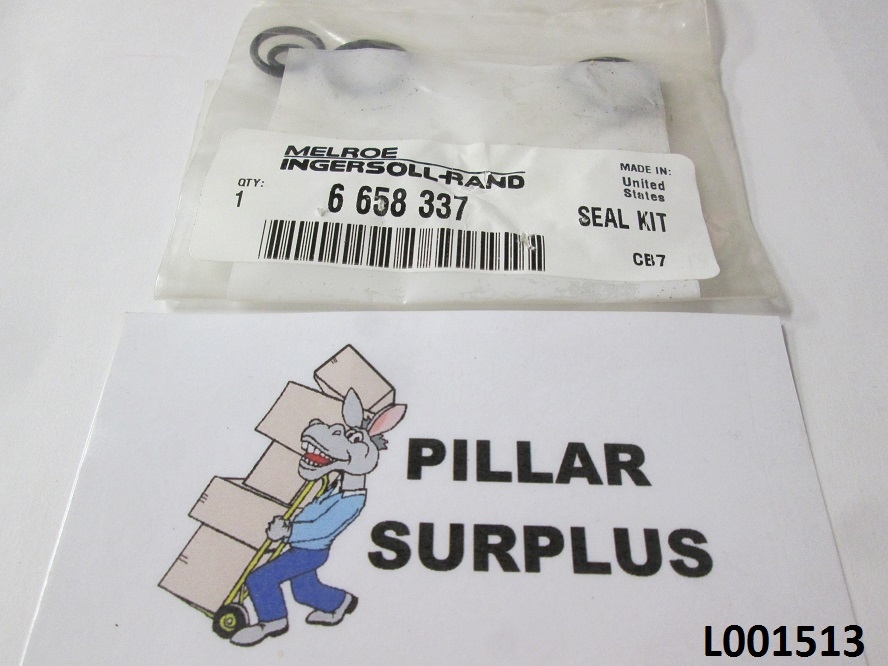 MELROE
INGERSOLL-RAND
QTY:
1
6 658 337
MADE IN:
United
States
SEAL KIT
CB7
PILLAR
SURPLUS
L001513